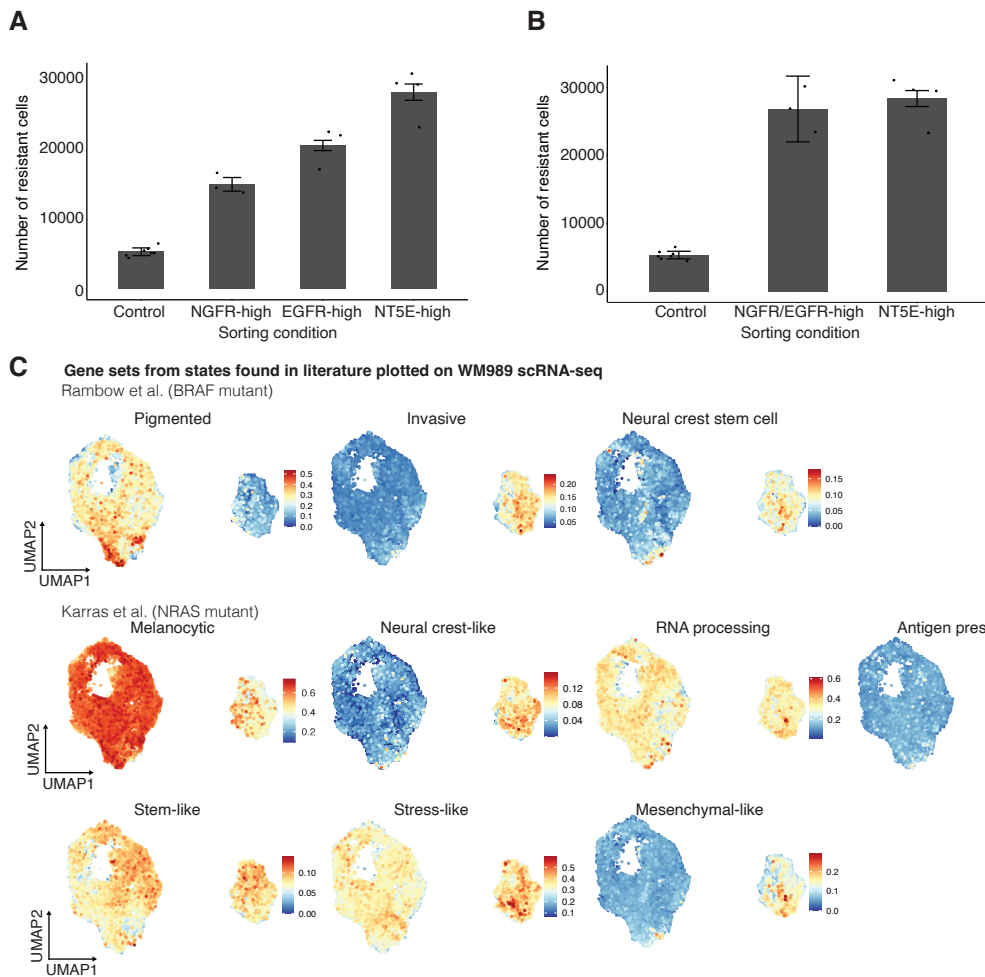 A
Number of resistant cells
30000
20000
10000
0
Control NGFR-high EGFR-high NT5E-high
Sorting condition
B
Number of resistant cells
30000
20000
10000
0
Control NGFR/EGFR-high NT5E-high
Sorting condition
C Gene sets from states found in literature plotted on WM989 scRNA-seq
Rambow et al. (BRAF mutant)
Pigmented Invasive Neural crest stem cell
0.5
0.4
0.3
0.2
0.1
0.0
0.20
0.15
0.10
0.05
0.15
0.10
0.05
0.00
UMAP2
UMAP1
Karras et al. (NRAS mutant)
Melanocytic Neural crest-like RNA processing Antigen pres
0.6
0.4
0.2
0.12
0.08
0.04
0.6
0.4
0.2
UMAP2
UMAP1
Stem-like Stress-like Mesenchymal-like
0.10
0.05
0.00
0.5
0.4
0.3
0.2
0.1
0.2
0.1
0.0
UMAP2
UMAP1